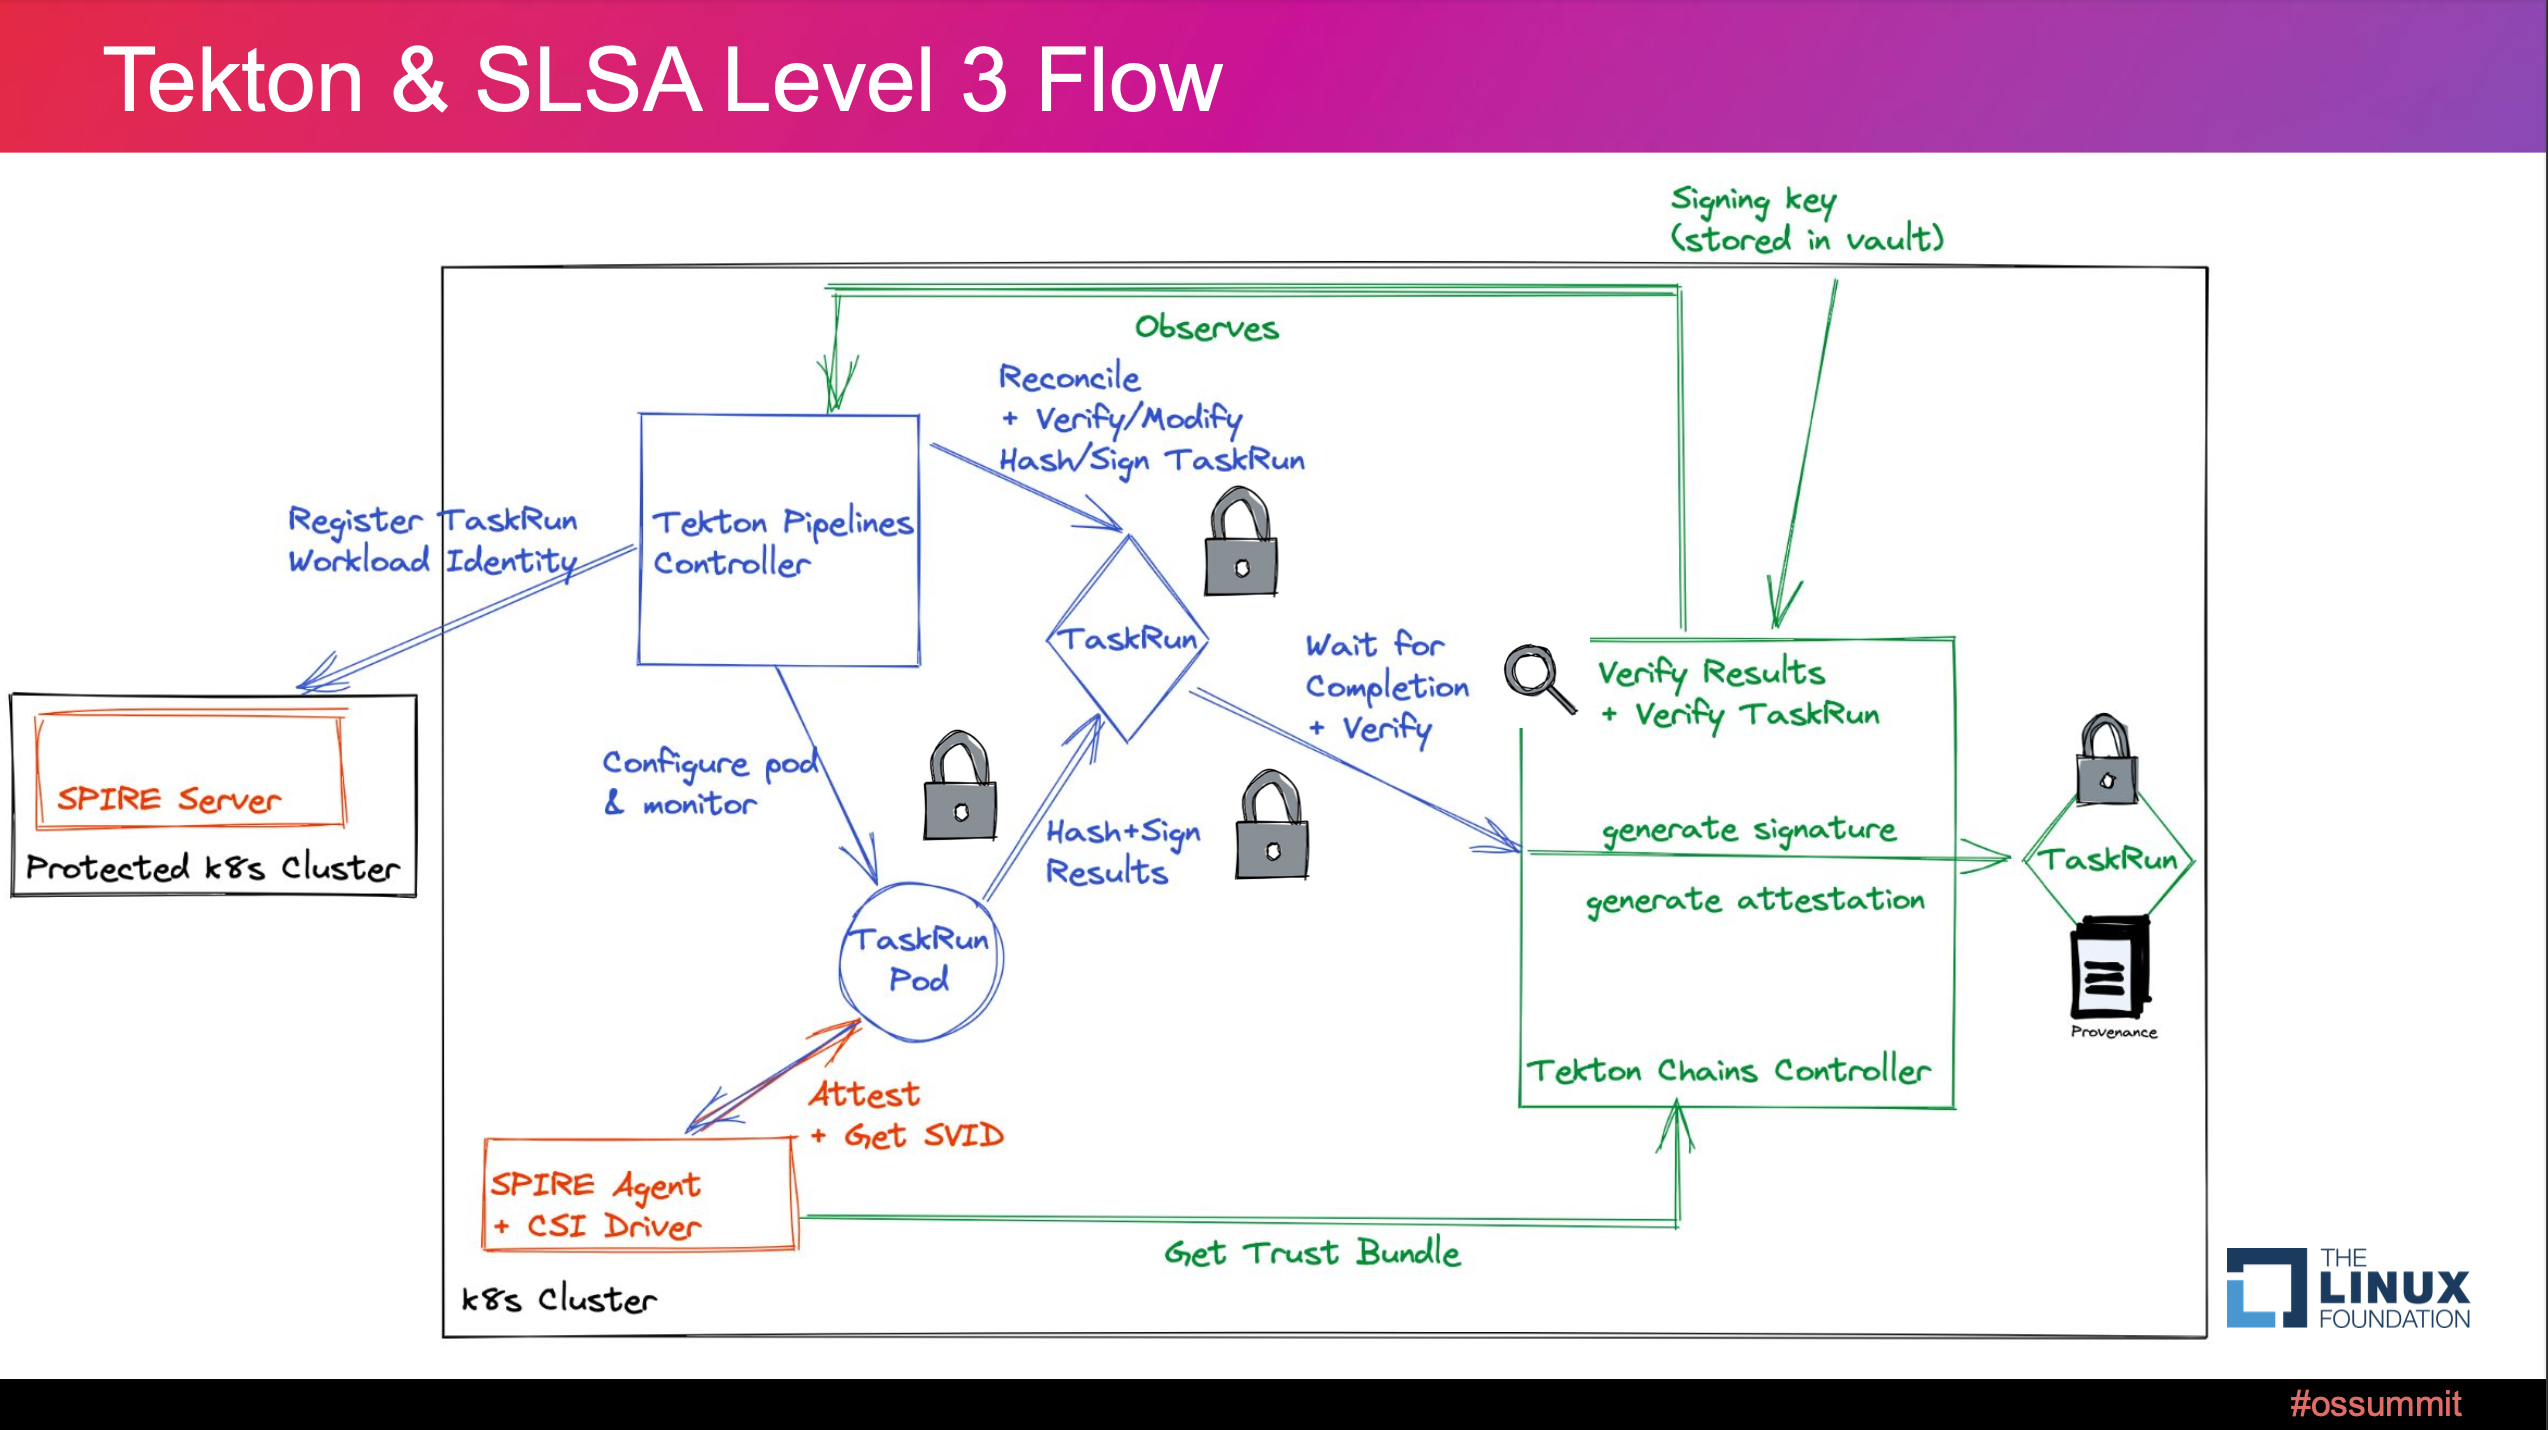 Tekton & SLSA Level 3 Flow
Signing key
(stored in vault)
Observes
Reconcile
+ Verify/Modify
Hash/Sign TaskRun
Register TaskRun
Workload Identity
Tekton Pipelines
Controller
TaskRun
Wait for
Completion
+ Verify
Verify Results
+ Verify TaskRun
Configure pod
& monitor
SPIRE Server
Protected k8s Cluster
Hash+Sign
Results
generate signature
generate attestation
TaskRun
TaskRun
Pod
Provenance
Tekton Chains Controller
Attest
+ Get SVID
SPIRE Agent
+ CSI Driver
Get Trust Bundle
k8s Cluster
THE
LINUX
FOUNDATION
#ossummit